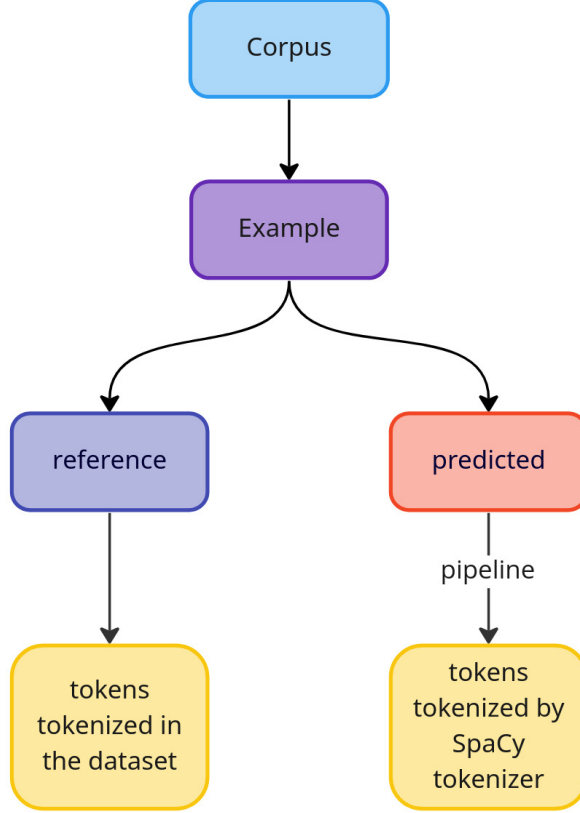 Corpus
Example
reference
predicted
pipeline
tokens
tokenized in
the dataset
tokens
tokenized by
SpaCy
tokenizer